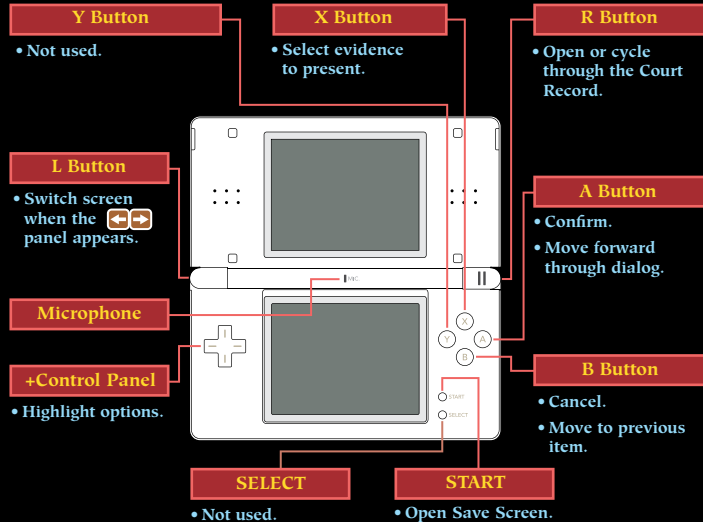 Y Button
• Not used.
X Button
• Select evidence
to present.
R Button
• Open or cycle
through the Court
Record.
L Button
• Switch screen
when the
panel appears.
A Button
• Confirm.
• Move forward
through dialog.
MIC.
Microphone
X
Y
A
B
+Control Panel
• Highlight options.
B Button
• Cancel.
• Move to previous
item.
START
SELECT
SELECT
• Not used.
START
• Open Save Screen.